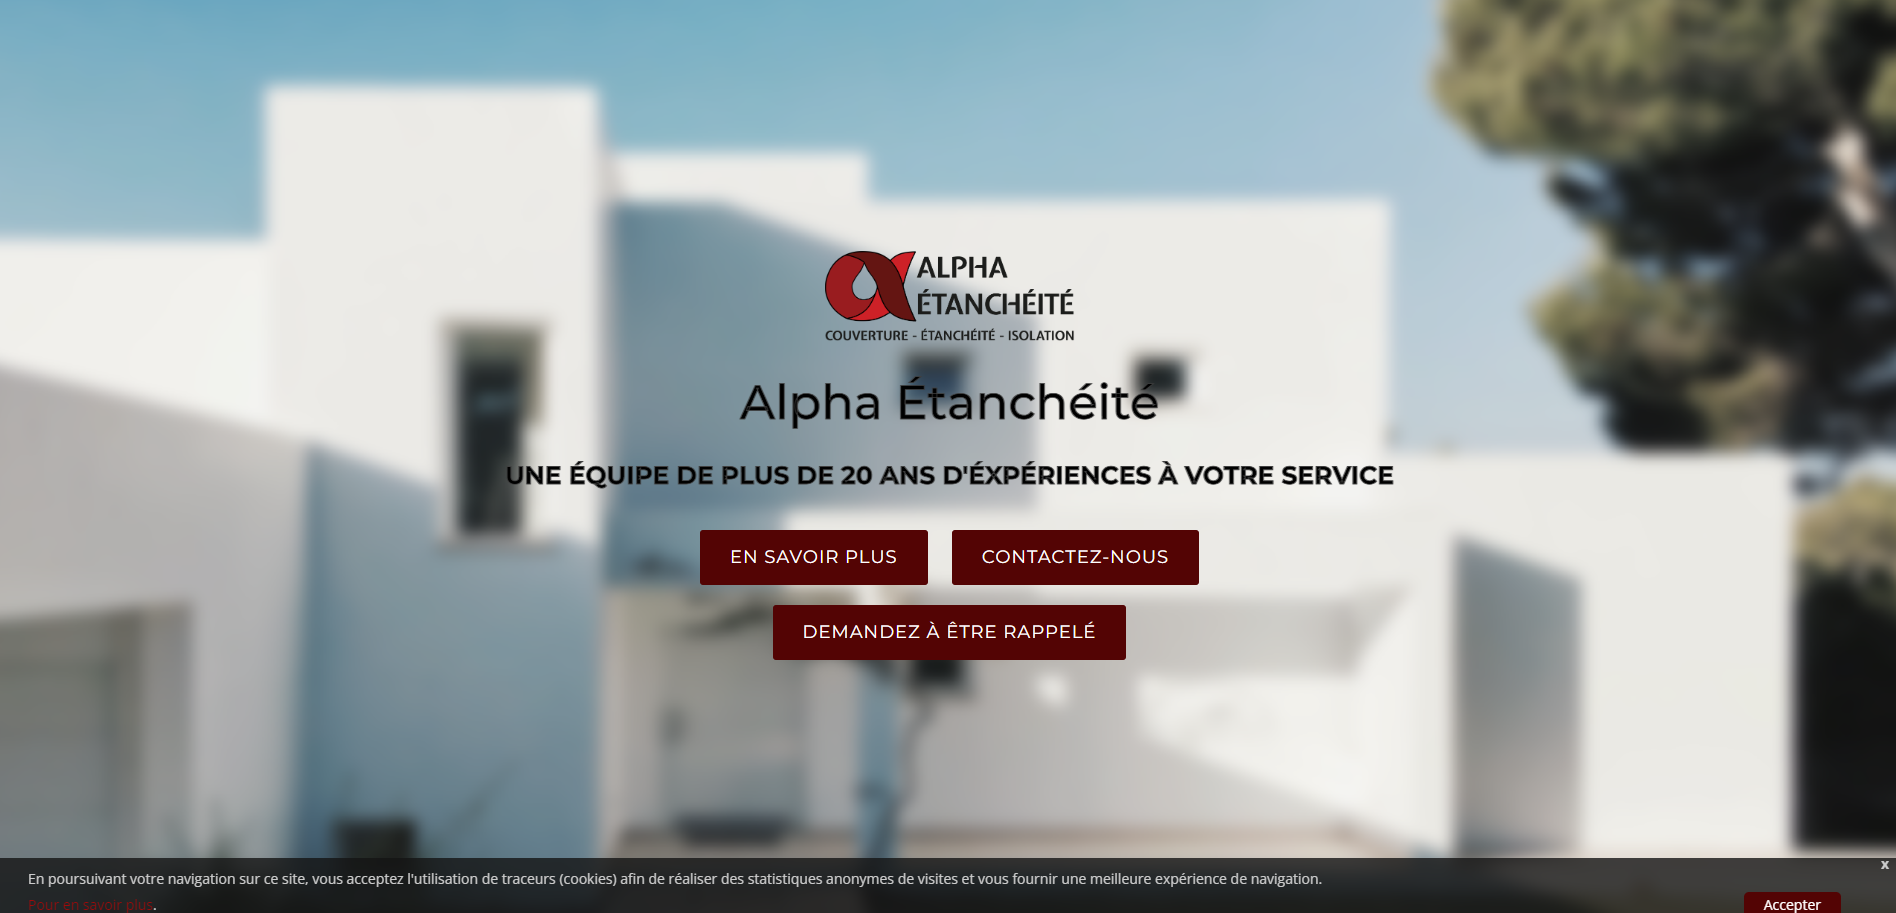 ALPHA
ÉTANCHÉITÉ
COUVERTURE - ÉTANCHÉITÉ - ISOLATION
Alpha Étanchéité
UNE ÉQUIPE DE PLUS DE 20 ANS D'ÉXPÉRIENCES À VOTRE SERVICE
EN SAVOIR PLUS
CONTACTEZ-NOUS
DEMANDEZ À ÊTRE RAPPELÉ
x
En poursuivant votre navigation sur ce site, vous acceptez l'utilisation de traceurs (cookies) afin de réaliser des statistiques anonymes de visites et vous fournir une meilleure expérience de navigation.
Pour en savoir plus.
Accepter